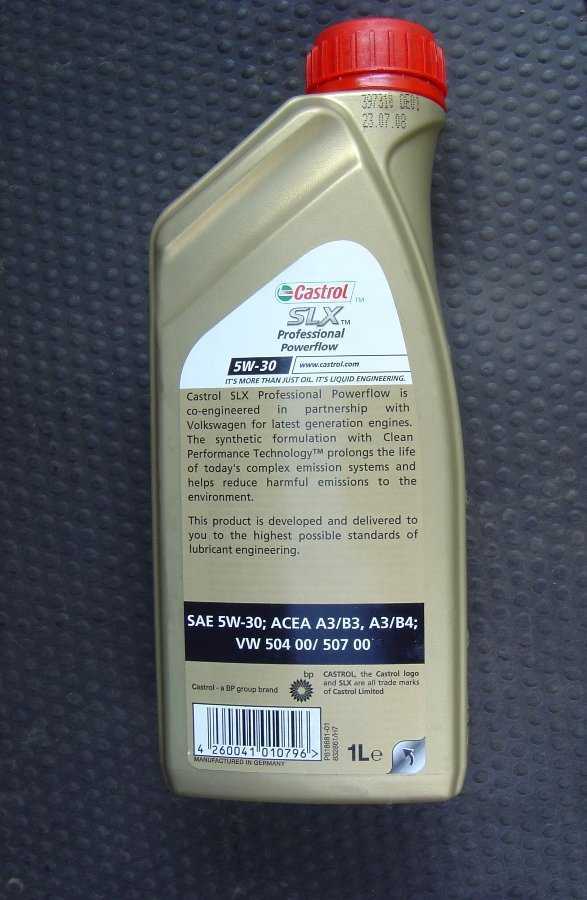 397318 DE01
23.07.08
Castrol™
SLX™
Professional
Powerflow
5W-30
www.castrol.com
IT'S MORE THAN JUST OIL. IT'S LIQUID ENGINEERING.
Castrol SLX Professional Powerflow is
co-engineered in partnership with
Volkswagen for latest generation engines.
The synthetic formulation with Clean
Performance Technology™ prolongs the life
of today's complex emission systems and
helps reduce harmful emissions to the
environment.
This product is developed and delivered to
you to the highest possible standards of
lubricant engineering.
SAE 5W-30; ACEA A3/B3, A3/B4;
VW 504 00/ 507 00
Castrol - a BP group brand
bp
CASTROL, the Castrol logo
and SLX are all trade marks
of Castrol Limited
4 260041 010796 >
MANUFACTURED IN GERMANY
1L℮